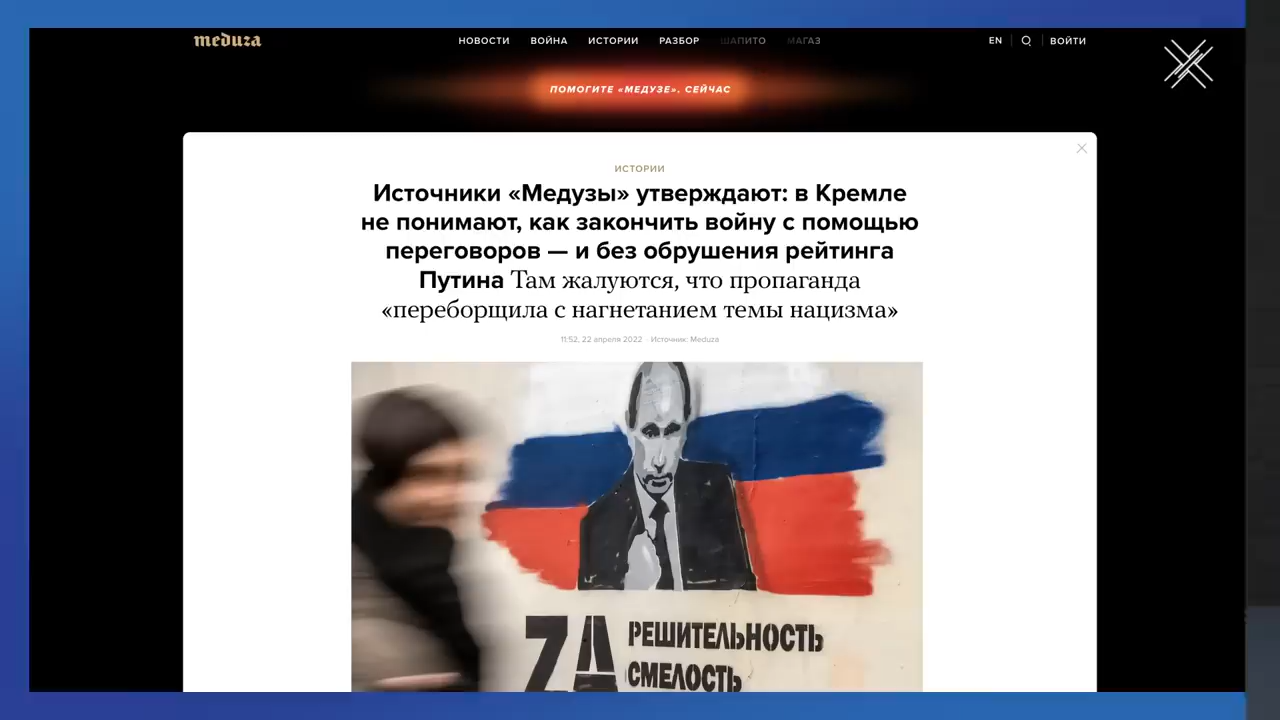 meduza
НОВОСТИ ВОЙНА ИСТОРИИ РАЗБОР ШАПИТО МАГАЗ
EN ВОЙТИ
ПОМОГИТЕ «МЕДУЗЕ». СЕЙЧАС
ИСТОРИИ
Источники «Медузы» утверждают: в Кремле
не понимают, как закончить войну с помощью
переговоров — и без обрушения рейтинга
Путина Там жалуются, что пропаганда
«переборщила с нагнетанием темы нацизма»
11:52, 22 апреля 2022 · Источник: Meduza
ZA РЕШИТЕЛЬНОСТЬ
СМЕЛОСТЬ